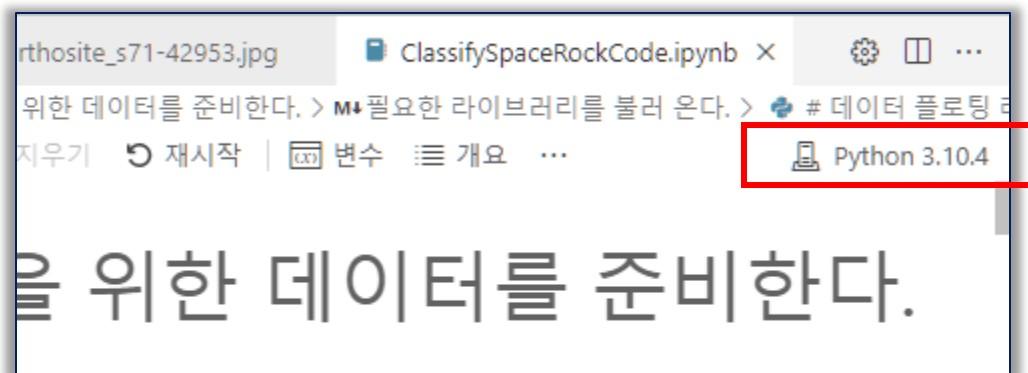 rthosite_s71-42953.jpg ClassifySpaceRockCode.ipynb ×
위한 데이터를 준비한다. > M↓필요한 라이브러리를 불러 온다. > # 데이터 플로팅
지우기 재시작 (x) 변수 개요 ··· Python 3.10.4
을 위한 데이터를 준비한다.